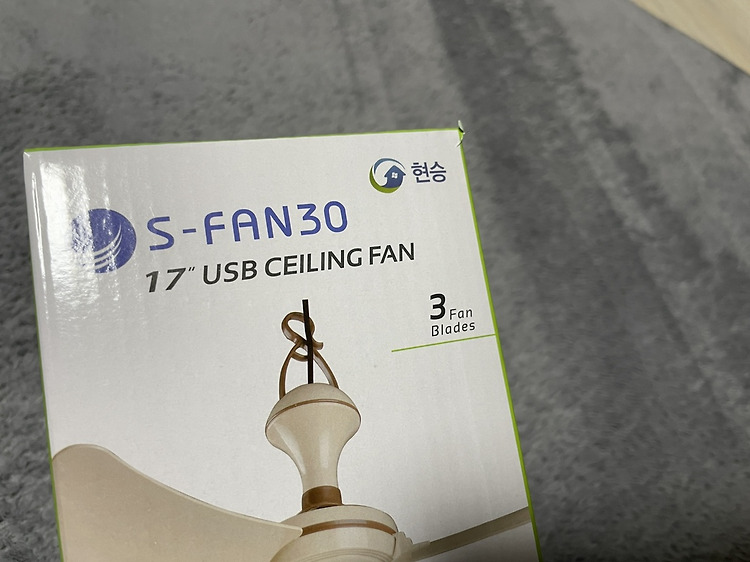 현승
S-FAN30
17" USB CEILING FAN
3 Fan
Blades